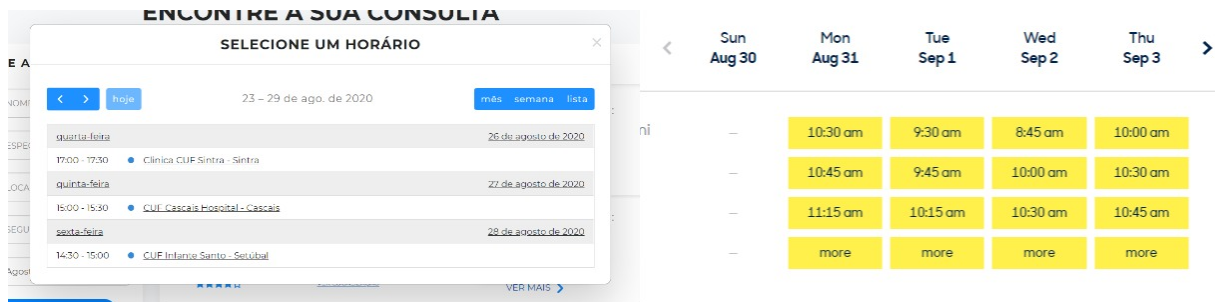 ENCONTRE A SUA CONSULTA
SELECIONE UM HORÁRIO
E A
hoje
23 – 29 de ago. de 2020
mês semana lista
quarta-feira 26 de agosto de 2020
17:00 - 17:30 Clínica CUF Sintra - Sintra
quinta-feira 27 de agosto de 2020
15:00 - 15:30 CUF Cascais Hospital - Cascais
sexta-feira 28 de agosto de 2020
14:30 - 15:00 CUF Infante Santo - Setúbal
VER MAIS
Sun Mon Tue Wed Thu
Aug 30 Aug 31 Sep 1 Sep 2 Sep 3
ni
– 10:30 am 9:30 am 8:45 am 10:00 am
– 10:45 am 9:45 am 10:00 am 10:30 am
– 11:15 am 10:15 am 10:30 am 10:45 am
– more more more more